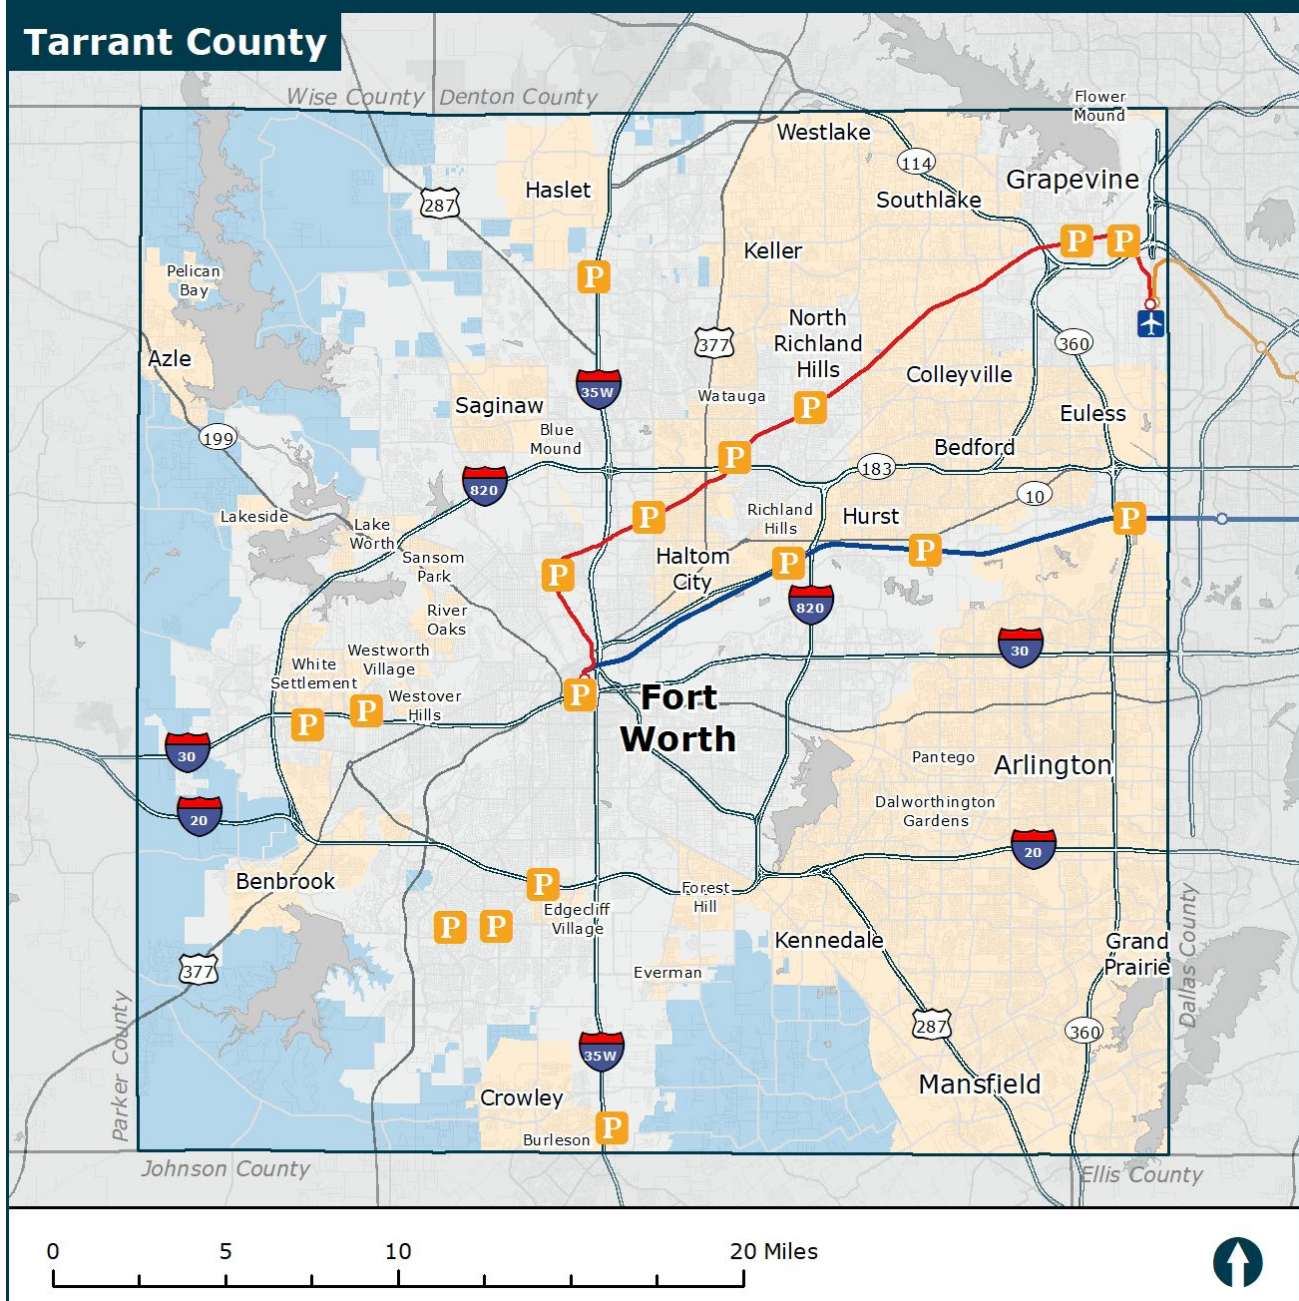 Tarrant County
Wise County
Denton County
Flower
Mound
Westlake
114
Grapevine
Haslet
287
Southlake
Keller
P
P
P
Pelican
Bay
North
Richland
Hills
377
360
Azle
35W
Colleyville
Watauga
Saginaw
P
Euless
199
Blue
Mound
Bedford
P
183
820
10
Lakeside
Lake
Worth
P
Richland
Hills
Hurst
P
Sansom
Park
P
Haltom
City
P
P
820
River
Oaks
30
Westworth
Village
White
Settlement
Westover
Hills
P
P
P
Fort
Worth
30
Pantego
Arlington
20
Dalworthington
Gardens
20
Benbrook
P
Forest
Hill
Edgecliff
Village
P
P
Kennedale
Grand
Prairie
Dallas County
377
Everman
287
360
35W
Parker County
Crowley
Mansfield
Burleson
P
Johnson County
Ellis County
0 5 10 20 Miles